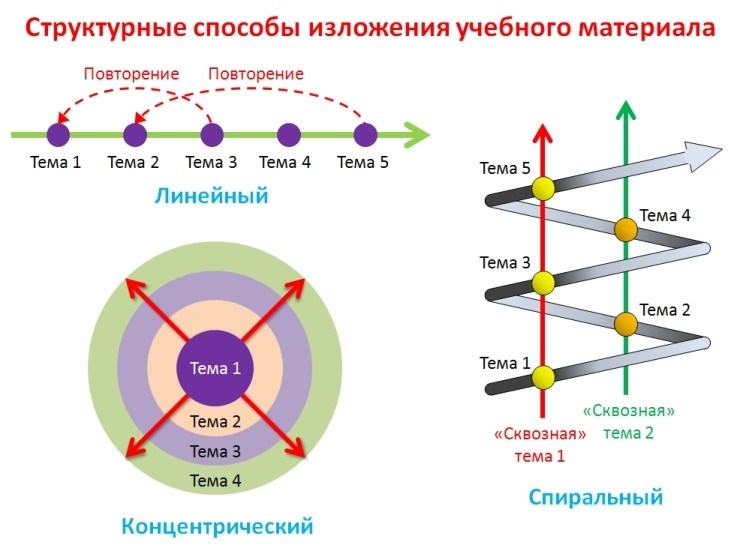 Структурные способы изложения учебного материала
Повторение
Повторение
Тема 1
Тема 2
Тема 3
Тема 4
Тема 5
Линейный
Тема 1
Тема 2
Тема 3
Тема 4
Концентрический
Тема 5
Тема 4
Тема 3
Тема 2
Тема 1
«Сквозная»
тема 1
«Сквозная»
тема 2
Спиральный